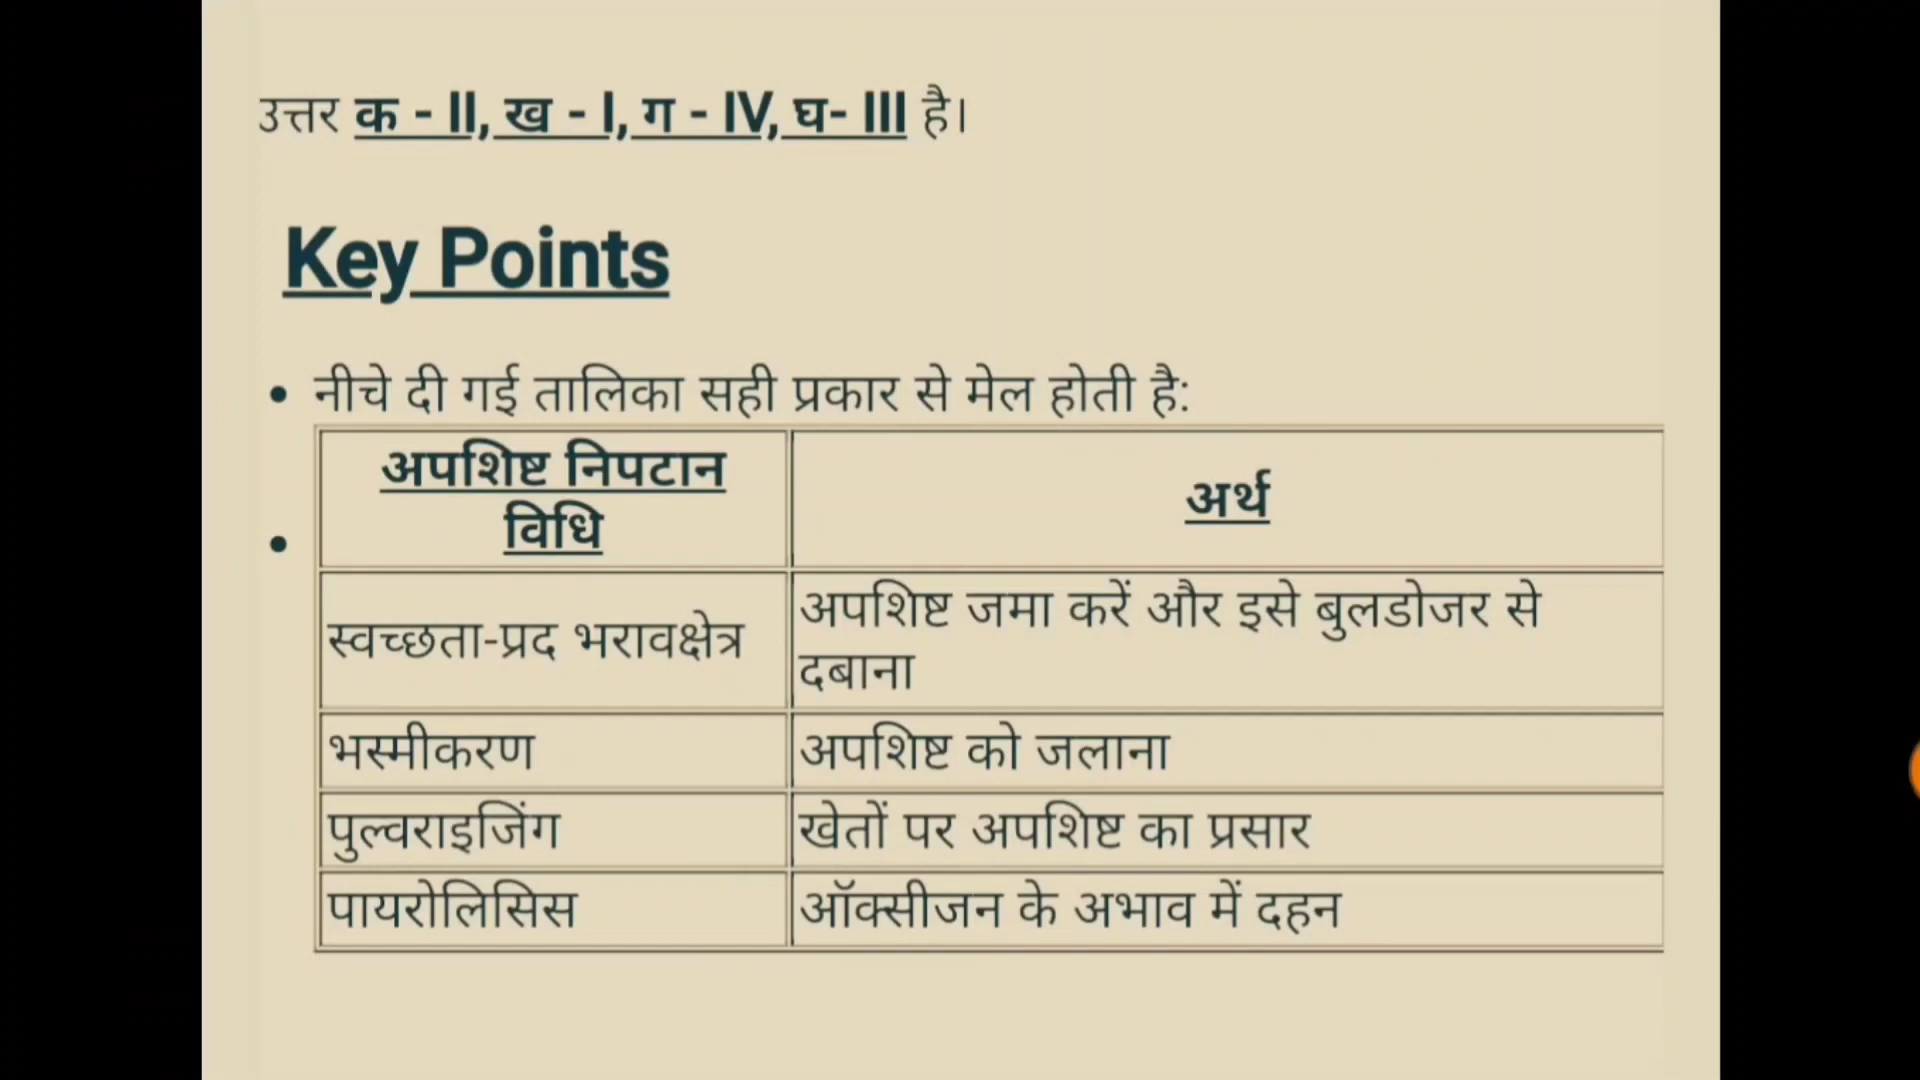 उत्तर क - II, ख - I, ग - IV, घ- III है।
Key Points
• नीचे दी गई तालिका सही प्रकार से मेल होती है:
अपशिष्ट निपटान
विधि
अर्थ
स्वच्छता-प्रद भरावक्षेत्र
अपशिष्ट जमा करें और इसे बुलडोजर से
दबाना
भस्मीकरण
अपशिष्ट को जलाना
पुल्वराइजिंग
खेतों पर अपशिष्ट का प्रसार
पायरोलिसिस
ऑक्सीजन के अभाव में दहन